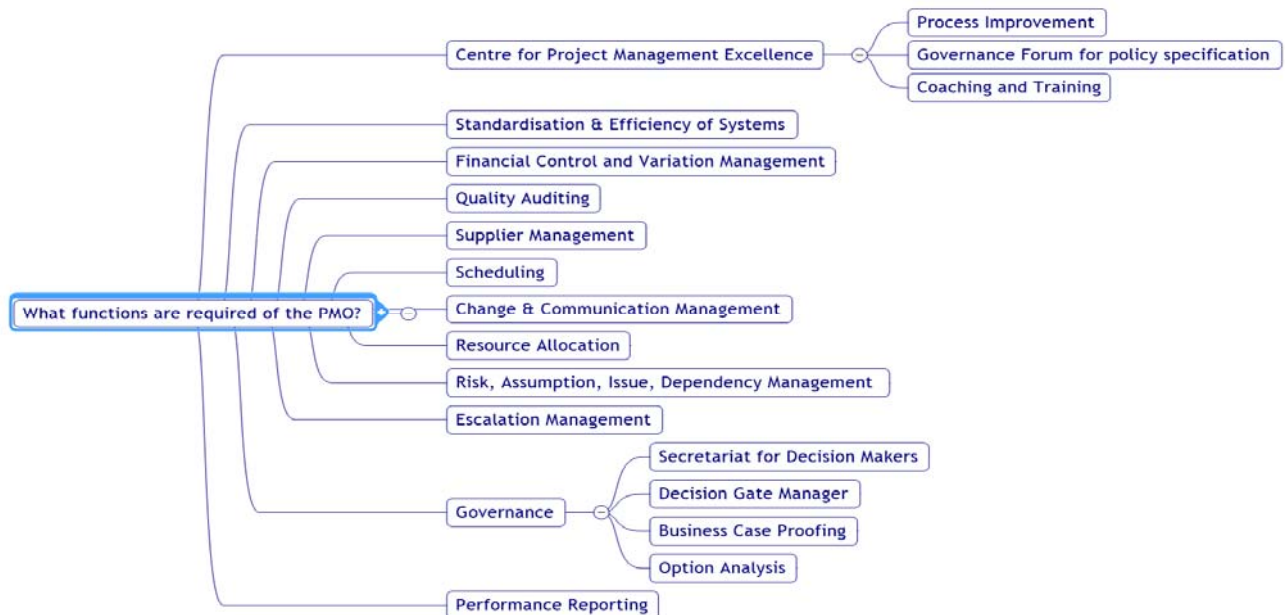 Process Improvement
Centre for Project Management Excellence
Governance Forum for policy specification
Coaching and Training
Standardisation & Efficiency of Systems
Financial Control and Variation Management
Quality Auditing
Supplier Management
Scheduling
What functions are required of the PMO?
Change & Communication Management
Resource Allocation
Risk, Assumption, Issue, Dependency Management
Escalation Management
Secretariat for Decision Makers
Decision Gate Manager
Governance
Business Case Proofing
Option Analysis
Performance Reporting